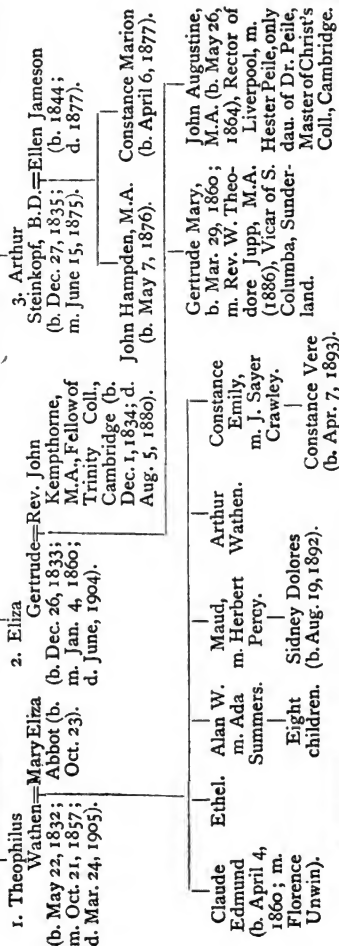 1. Theophilus
Wathen=Mary Eliza
(b. May 22, 1832;
Abbot (b.
m. Oct. 21, 1857;
Oct. 23).
d. Mar. 24, 1905).
2. Eliza
Gertrude=Rev. John
(b. Dec. 26, 1833;
m. Jan. 4, 1860;
d. June, 1904).
Kempthorne,
M.A., Fellow of
Trinity Coll.,
Cambridge (b.
Dec. 1, 1834; d.
Aug. 5, 1880).
3. Arthur
Steinkopf, B.D.=Ellen Jameson
(b. Dec. 27, 1835;
m. June 15, 1875).
(b. 1844;
d. 1877).
John Hampden, M.A.
(b. May 7, 1876).
Constance Marion
(b. April 6, 1877).
Claude
Edmund
(b. April 4,
1860; m.
Florence
Unwin).
Ethel.
Alan W.
m. Ada
Summers.
Eight
children.
Maud,
m. Herbert
Percy.
Sidney Dolores
(b. Aug. 19, 1892).
Arthur
Wathen.
Constance
Emily,
m. J. Sayer
Crawley.
Constance Vere
(b. Apr. 7, 1893).
Gertrude Mary,
b. Mar. 29, 1860;
m. Rev. W. Theo-
dore Jupp, M.A.
(1886), Vicar of S.
Columba, Sunder-
land.
John Augustine,
M.A. (b. May 26,
1864), Rector of
Liverpool, m.
Hester Peile, only
dau. of Dr. Peile,
Master of Christ's
Coll., Cambridge.